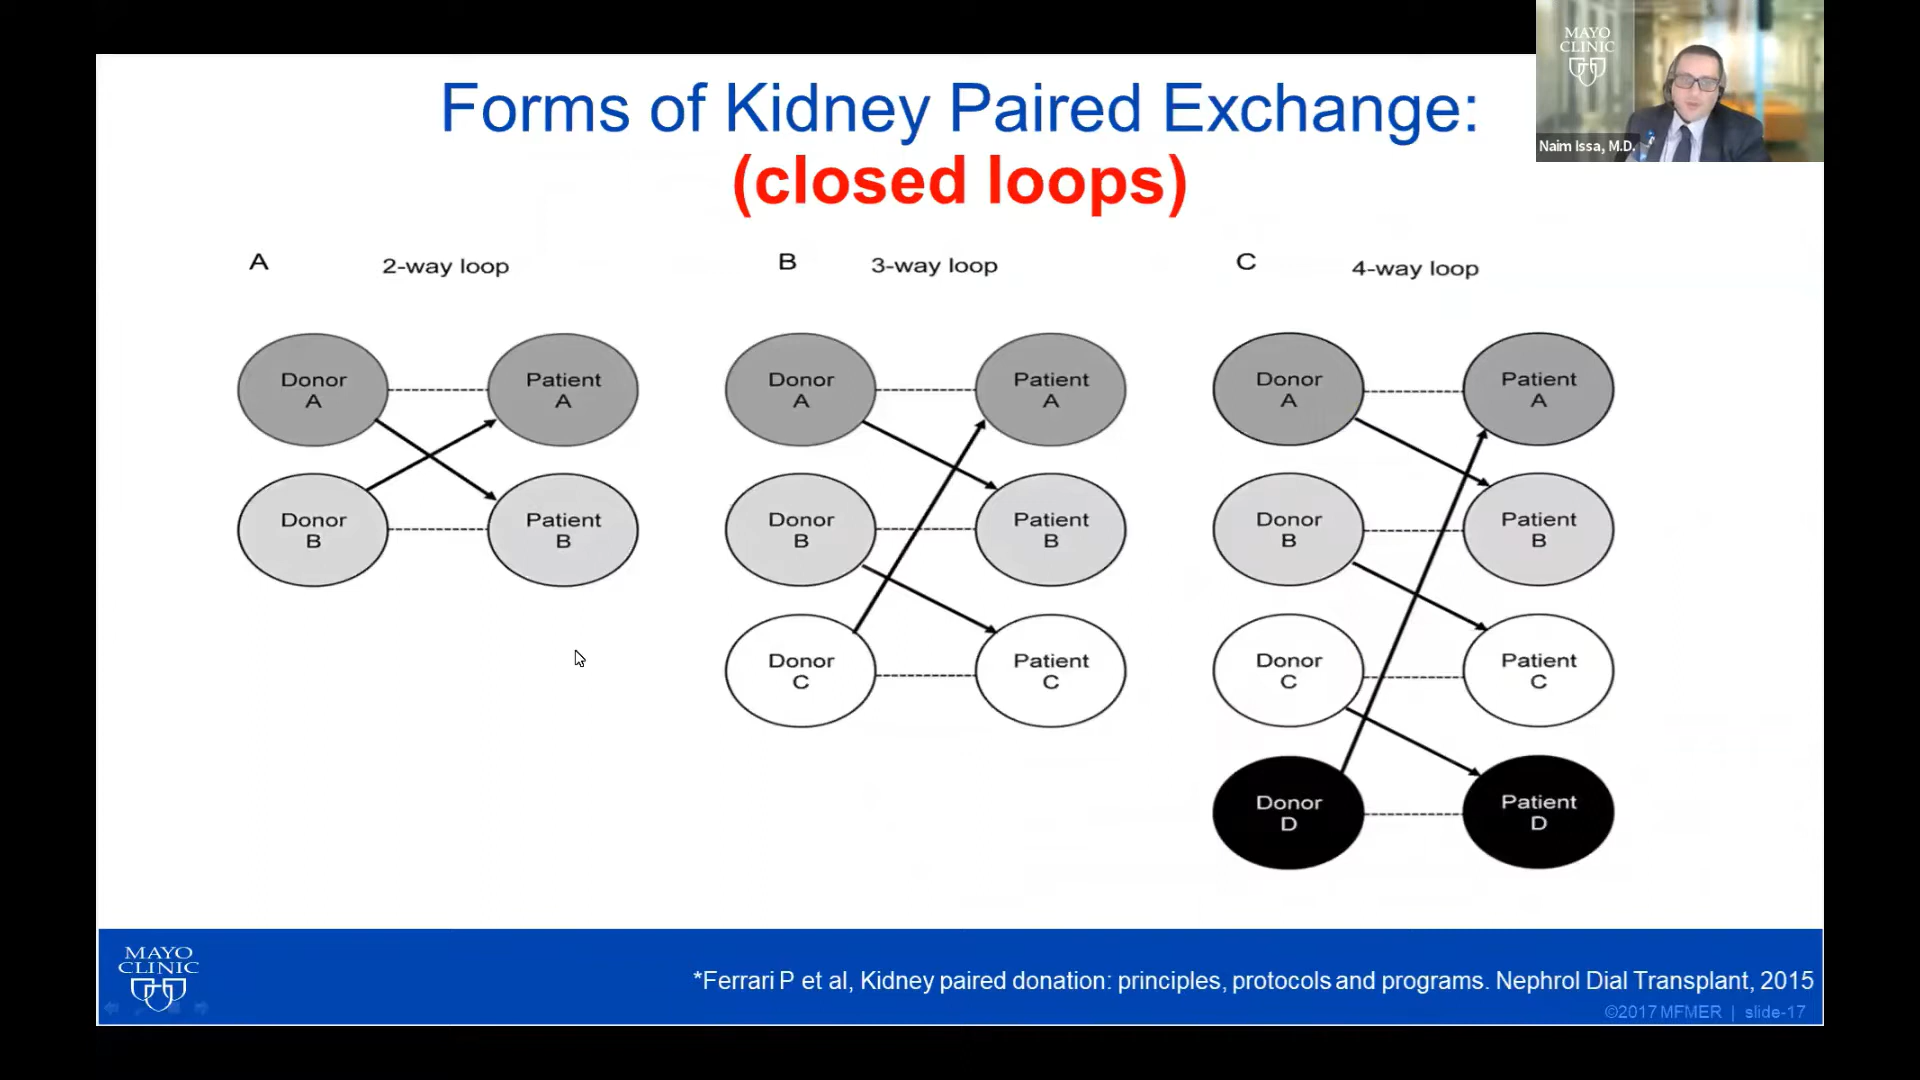 Forms of Kidney Paired Exchange:
(closed loops)
MAYO
CLINIC
Naim Issa, M.D.
A 2-way loop
Donor
A
Patient
A
Donor
B
Patient
B
B 3-way loop
Donor
A
Patient
A
Donor
B
Patient
B
Donor
C
Patient
C
C 4-way loop
Donor
A
Patient
A
Donor
B
Patient
B
Donor
C
Patient
C
Donor
D
Patient
D
MAYO
CLINIC
*Ferrari P et al, Kidney paired donation: principles, protocols and programs. Nephrol Dial Transplant, 2015
©2017 MFMER | slide-17